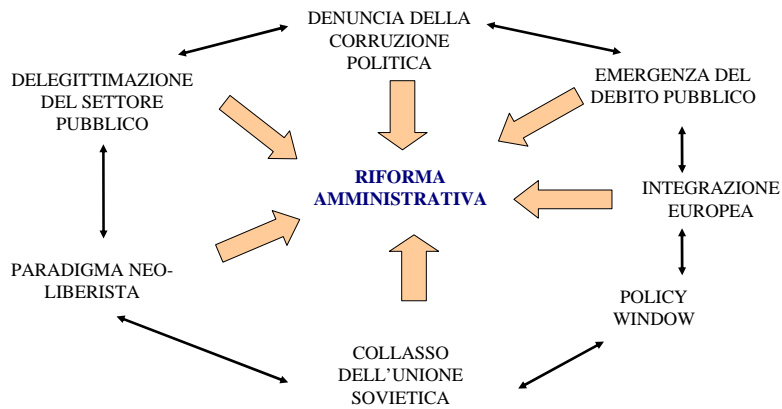 DENUNCIA DELLA
CORRUZIONE
POLITICA
DELEGITTIMAZIONE
DEL SETTORE
PUBBLICO
EMERGENZA DEL
DEBITO PUBBLICO
RIFORMA
AMMINISTRATIVA
INTEGRAZIONE
EUROPEA
PARADIGMA NEO-
LIBERISTA
POLICY
WINDOW
COLLASSO
DELL’UNIONE
SOVIETICA